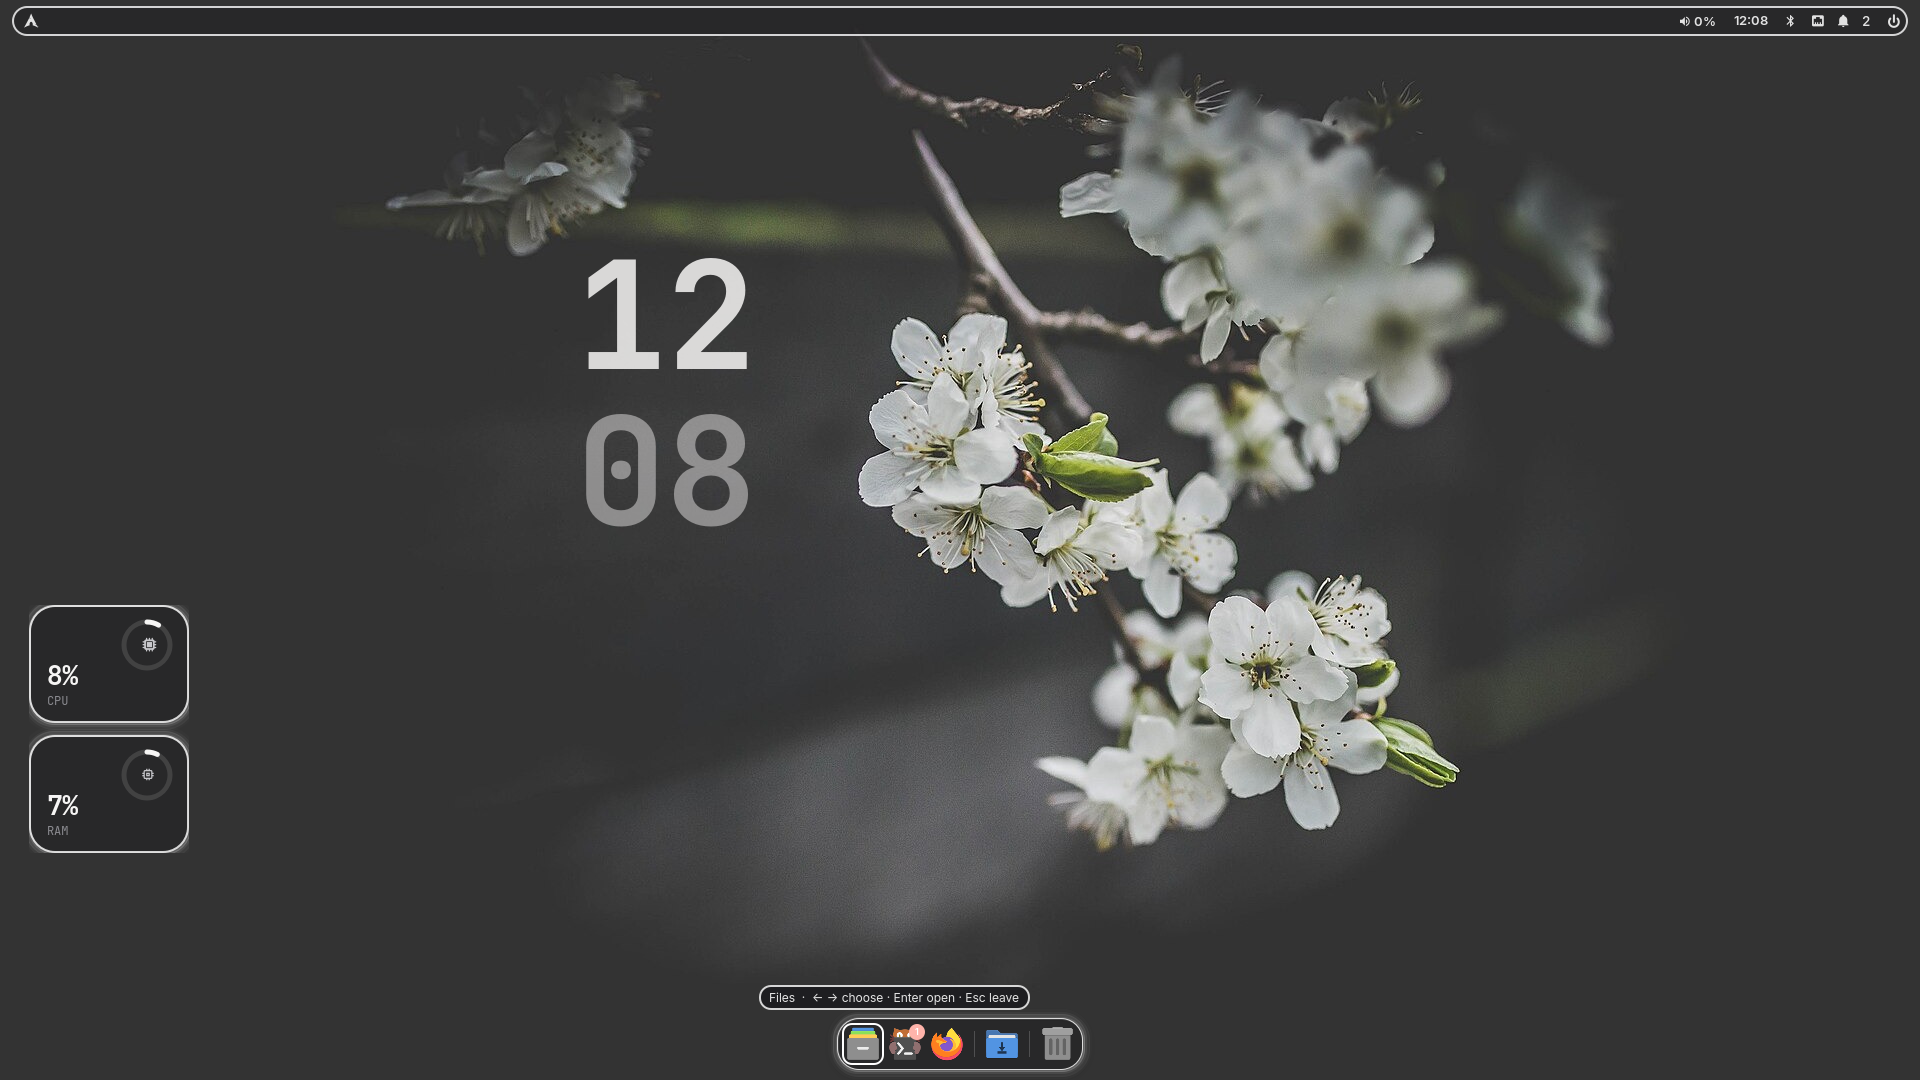 0%
12:08
2
12
08
8%
CPU
7%
RAM
Files · ← → choose · Enter open · Esc leave
1